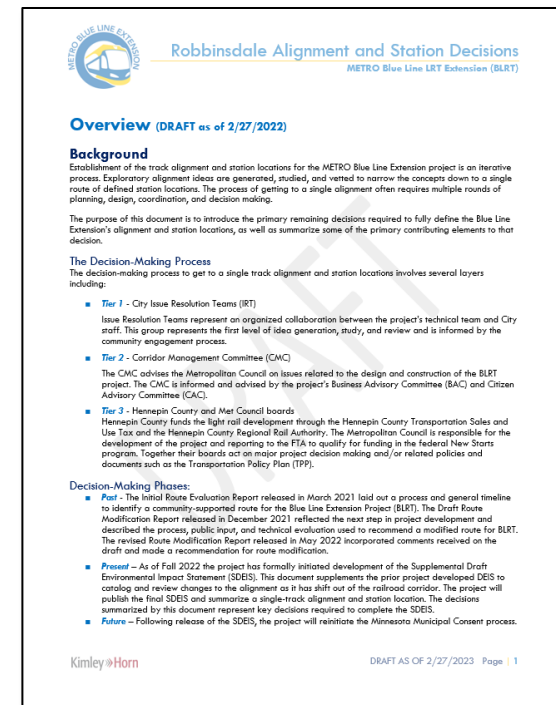 METRO BLUE LINE EXTENSION
Robbinsdale Alignment and Station Decisions
METRO Blue Line LRT Extension (BLRT)
Overview (DRAFT as of 2/27/2022)
Background
Establishment of the track alignment and station locations for the METRO Blue Line Extension project is an iterative
process. Exploratory alignment ideas are generated, studied, and vetted to narrow the concepts down to a single
route of defined station locations. The process of getting to a single alignment often requires multiple rounds of
planning, design, coordination, and decision making.
The purpose of this document is to introduce the primary remaining decisions required to fully define the Blue Line
Extension's alignment and station locations, as well as summarize some of the primary contributing elements to that
decision.
The Decision-Making Process
The decision-making process to get to a single track alignment and station locations involves several layers
including:
■ Tier 1 - City Issue Resolution Teams (IRT)
Issue Resolution Teams represent an organized collaboration between the project's technical team and City
staff. This group represents the first level of idea generation, study, and review and is informed by the
community engagement process.
■ Tier 2 - Corridor Management Committee (CMC)
The CMC advises the Metropolitan Council on issues related to the design and construction of the BLRT
project. The CMC is informed and advised by the project's Business Advisory Committee (BAC) and Citizen
Advisory Committee (CAC).
■ Tier 3 - Hennepin County and Met Council boards
Hennepin County funds the light rail development through the Hennepin County Transportation Sales and
Use Tax and the Hennepin County Regional Rail Authority. The Metropolitan Council is responsible for the
development of the project and reporting to the FTA to qualify for funding in the federal New Starts
program. Together their boards act on major project decision making and/or related policies and
documents such as the Transportation Policy Plan (TPP).
Decision-Making Phases:
■ Past - The Initial Route Evaluation Report released in March 2021 laid out a process and general timeline
to identify a community-supported route for the Blue Line Extension Project (BLRT). The Draft Route
Modification Report released in December 2021 reflected the next step in project development and
described the process, public input, and technical evaluation used to recommend a modified route for BLRT.
The revised Route Modification Report released in May 2022 incorporated comments received on the
draft and made a recommendation for route modification.
■ Present – As of Fall 2022 the project has formally initiated development of the Supplemental Draft
Environmental Impact Statement (SDEIS). This document supplements the prior project developed DEIS to
catalog and review changes to the alignment as it has shift out of the railroad corridor. The project will
publish the final SDEIS and summarize a single-track alignment and station location. The decisions
summarized by this document represent key decisions required to complete the SDEIS.
■ Future – Following release of the SDEIS, the project will reinitiate the Minnesota Municipal Consent process.
DRAFT
Kimley»Horn
DRAFT AS OF 2/27/2023 Page | 1